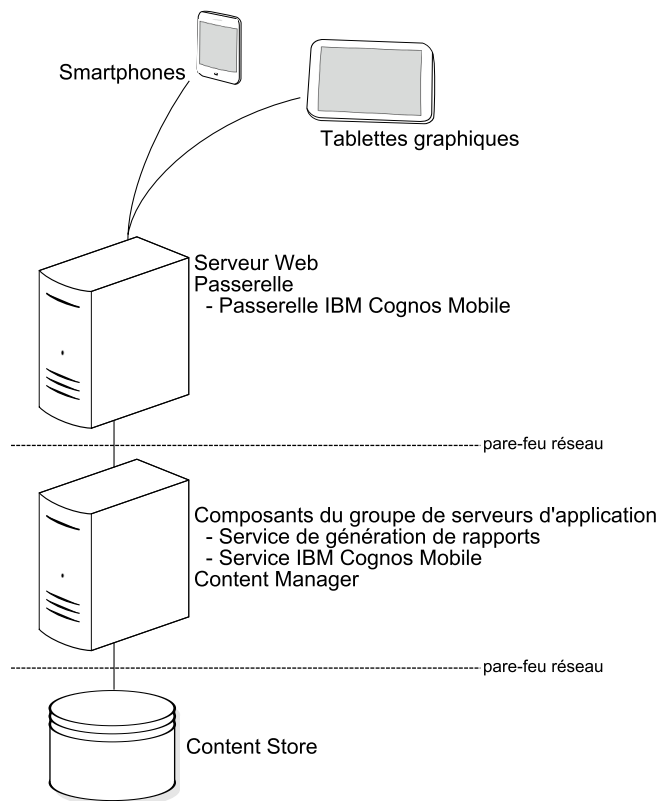 Smartphones
Tablettes graphiques
Serveur Web
Passerelle
- Passerelle IBM Cognos Mobile
pare-feu réseau
Composants du groupe de serveurs d'application
- Service de génération de rapports
- Service IBM Cognos Mobile
Content Manager
pare-feu réseau
Content Store